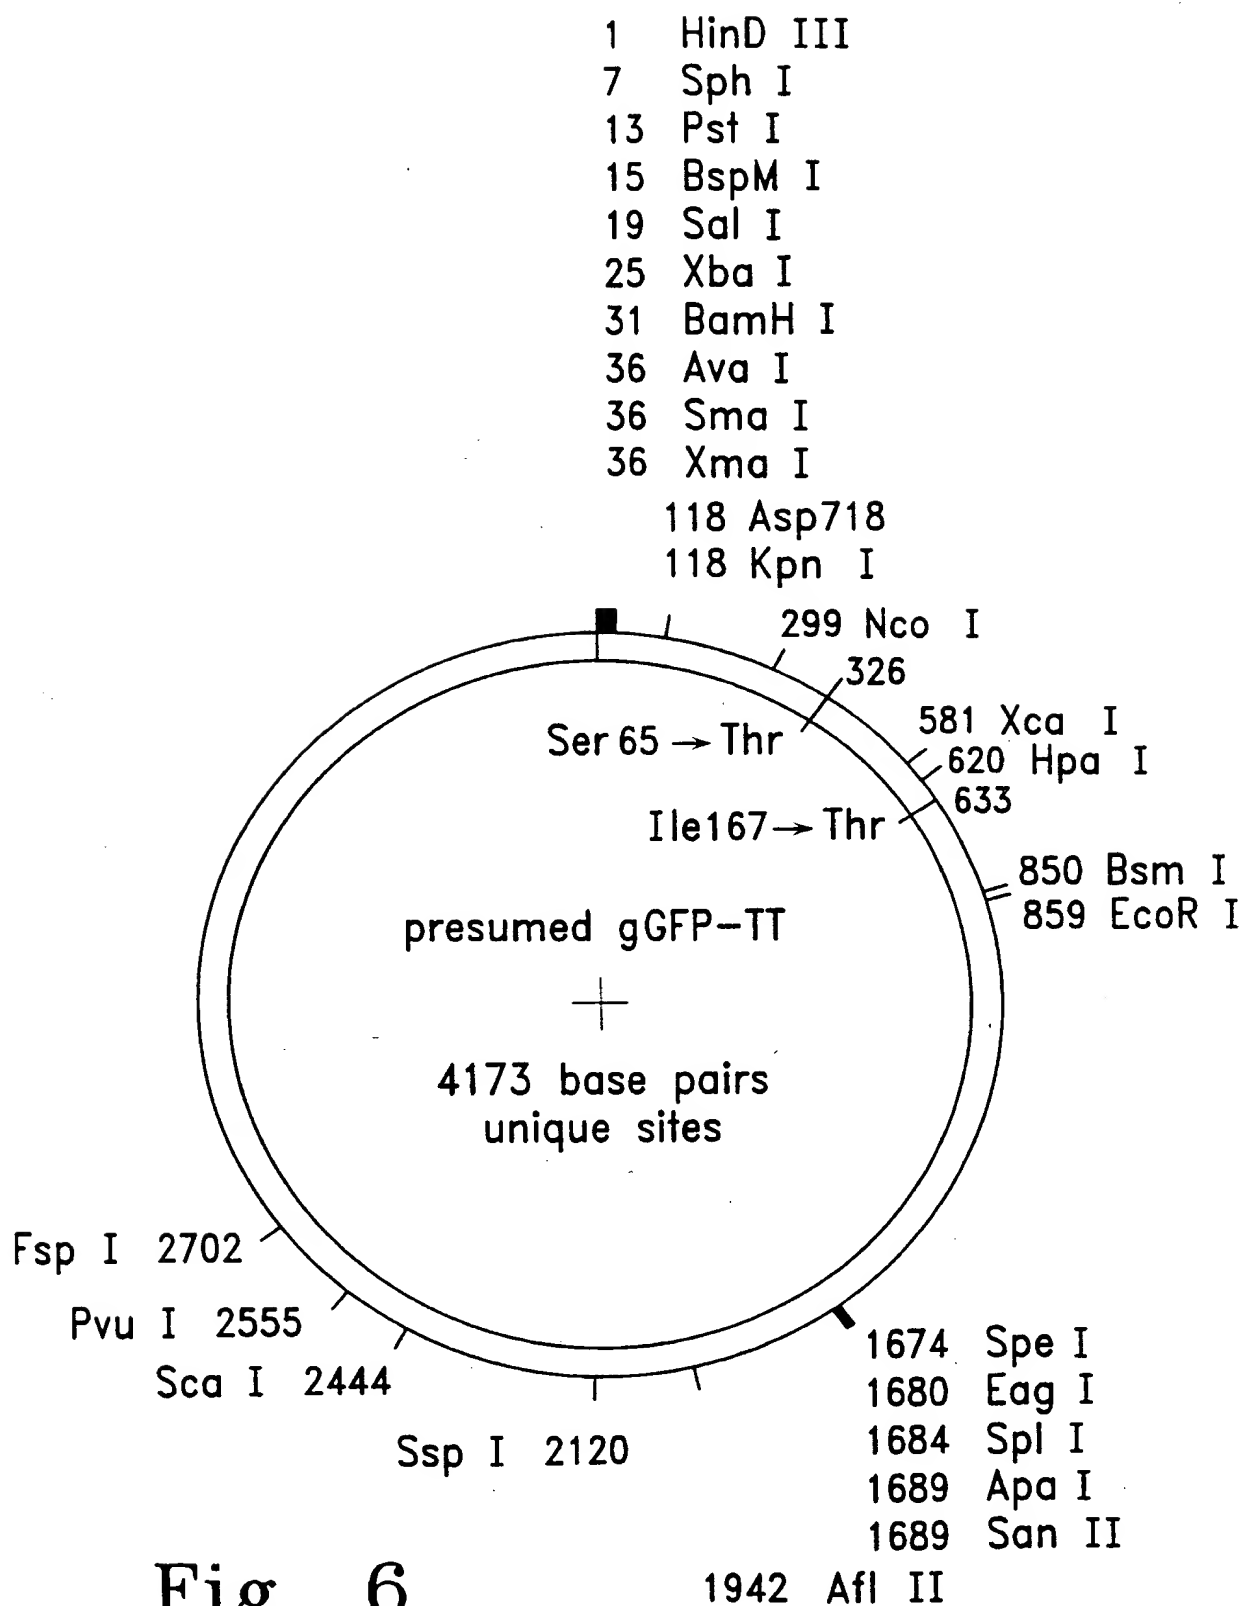 1 HinD III
7 Sph I
13 Pst I
15 BspM I
19 Sal I
25 Xba I
31 BamH I
36 Ava I
36 Sma I
36 Xma I
118 Asp718
118 Kpn I
299 Nco I
326
Ser 65 → Thr
581 Xca I
620 Hpa I
633
Ile167 → Thr
850 Bsm I
859 EcoR I
presumed gGFP-TT
4173 base pairs
unique sites
Fsp I 2702
Pvu I 2555
Sca I 2444
Ssp I 2120
1674 Spe I
1680 Eag I
1684 Spl I
1689 Apa I
1689 San II
1942 Afl II
Fig 6